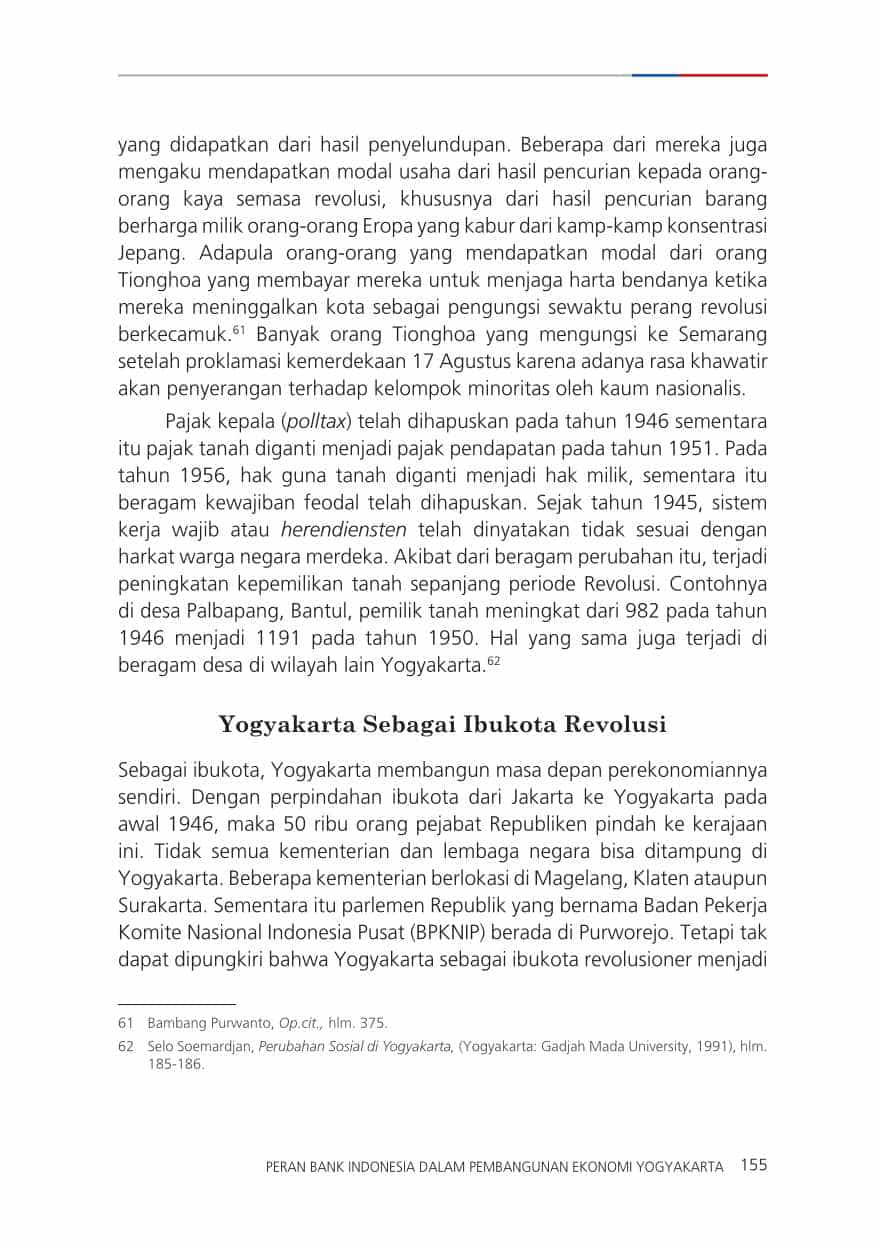 yang didapatkan dari hasil penyelundupan. Beberapa dari mereka juga
mengaku mendapatkan modal usaha dari hasil pencurian kepada orang-
orang kaya semasa revolusi, khususnya dari hasil pencurian barang
berharga milik orang-orang Eropa yang kabur dari kamp-kamp konsentrasi
Jepang. Adapula orang-orang yang mendapatkan modal dari orang
Tionghoa yang membayar mereka untuk menjaga harta bendanya ketika
mereka meninggalkan kota sebagai pengungsi sewaktu perang revolusi
berkecamuk.61 Banyak orang Tionghoa yang mengungsi ke Semarang
setelah proklamasi kemerdekaan 17 Agustus karena adanya rasa khawatir
akan penyerangan terhadap kelompok minoritas oleh kaum nasionalis.
Pajak kepala (polltax) telah dihapuskan pada tahun 1946 sementara
itu pajak tanah diganti menjadi pajak pendapatan pada tahun 1951. Pada
tahun 1956, hak guna tanah diganti menjadi hak milik, sementara itu
beragam kewajiban feodal telah dihapuskan. Sejak tahun 1945, sistem
kerja wajib atau herendiensten telah dinyatakan tidak sesuai dengan
harkat warga negara merdeka. Akibat dari beragam perubahan itu, terjadi
peningkatan kepemilikan tanah sepanjang periode Revolusi. Contohnya
di desa Palbapang, Bantul, pemilik tanah meningkat dari 982 pada tahun
1946 menjadi 1191 pada tahun 1950. Hal yang sama juga terjadi di
beragam desa di wilayah lain Yogyakarta.62
Yogyakarta Sebagai Ibukota Revolusi
Sebagai ibukota, Yogyakarta membangun masa depan perekonomiannya
sendiri. Dengan perpindahan ibukota dari Jakarta ke Yogyakarta pada
awal 1946, maka 50 ribu orang pejabat Republiken pindah ke kerajaan
ini. Tidak semua kementerian dan lembaga negara bisa ditampung di
Yogyakarta. Beberapa kementerian berlokasi di Magelang, Klaten ataupun
Surakarta. Sementara itu parlemen Republik yang bernama Badan Pekerja
Komite Nasional Indonesia Pusat (BPKNIP) berada di Purworejo. Tetapi tak
dapat dipungkiri bahwa Yogyakarta sebagai ibukota revolusioner menjadi
61 Bambang Purwanto, Op.cit., hlm. 375.
62 Selo Soemardjan, Perubahan Sosial di Yogyakarta, (Yogyakarta: Gadjah Mada University, 1991), hlm.
185-186.
PERAN BANK INDONESIA DALAM PEMBANGUNAN EKONOMI YOGYAKARTA 155